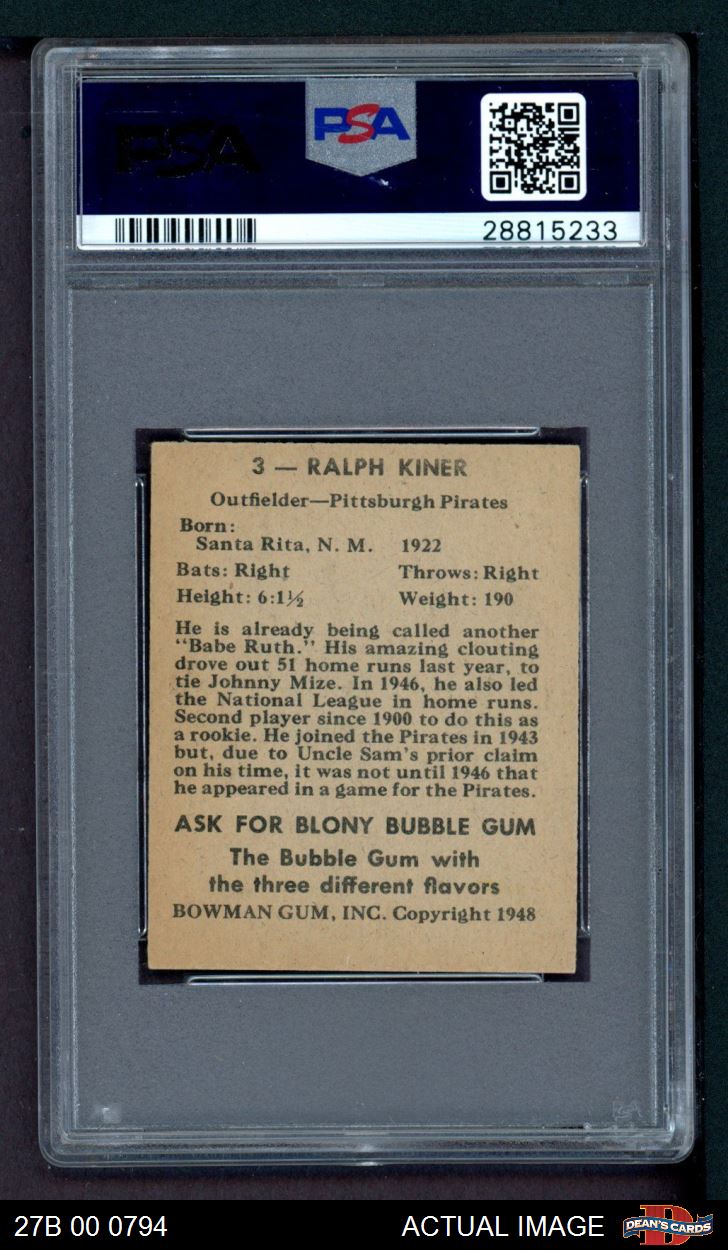 PSA
PSA
28815233
3 — RALPH KINER
Outfielder—Pittsburgh Pirates
Born:
Santa Rita, N. M. 1922
Bats: Right Throws: Right
Height: 6:1½ Weight: 190
He is already being called another
"Babe Ruth." His amazing clouting
drove out 51 home runs last year, to
tie Johnny Mize. In 1946, he also led
the National League in home runs.
Second player since 1900 to do this as
a rookie. He joined the Pirates in 1943
but, due to Uncle Sam's prior claim
on his time, it was not until 1946 that
he appeared in a game for the Pirates.
ASK FOR BLONY BUBBLE GUM
The Bubble Gum with
the three different flavors
BOWMAN GUM, INC. Copyright 1948
27B 00 0794 ACTUAL IMAGE DEAN'S CARDS